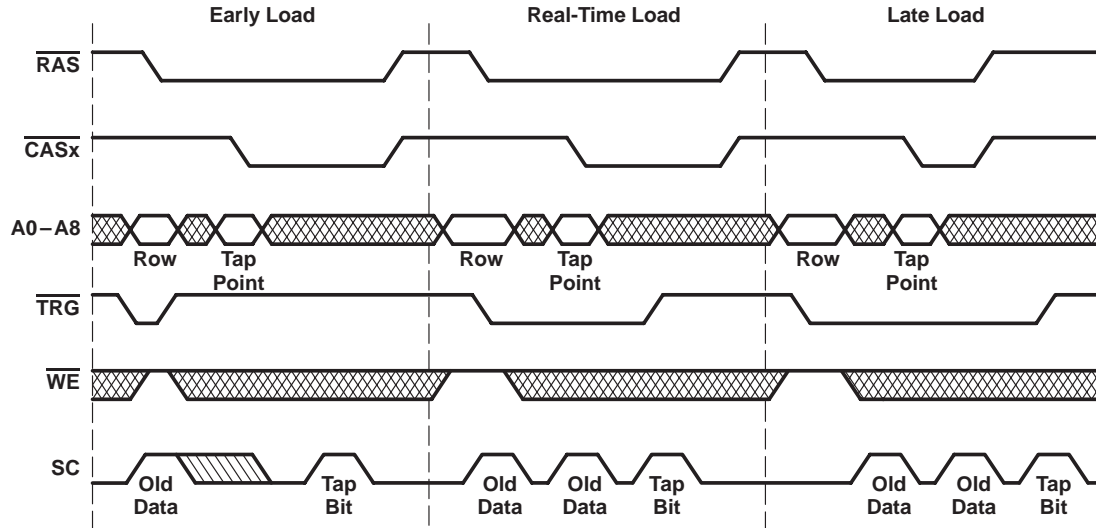 Early Load Real-Time Load Late Load
RAS
CASx
A0–A8
Row Tap Point Row Tap Point Row Tap Point
TRG
WE
SC
Old Data Tap Bit Old Data Old Data Tap Bit Old Data Old Data Tap Bit